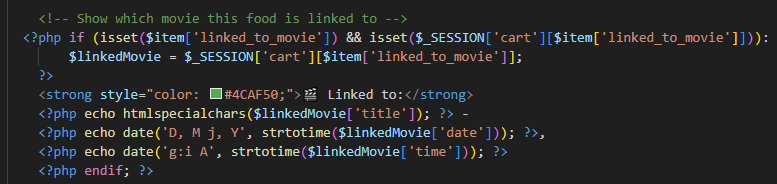 <!-- Show which movie this food is linked to -->
<?php if (isset($item['linked_to_movie']) && isset($_SESSION['cart'][$item['linked_to_movie']])):
$linkedMovie = $_SESSION['cart'][$item['linked_to_movie']];
?>
<strong style="color: #4CAF50;">🎬 Linked to:</strong>
<?php echo htmlspecialchars($linkedMovie['title']); ?> -
<?php echo date('D, M j, Y', strtotime($linkedMovie['date'])); ?>,
<?php echo date('g:i A', strtotime($linkedMovie['time'])); ?>
<?php endif; ?>